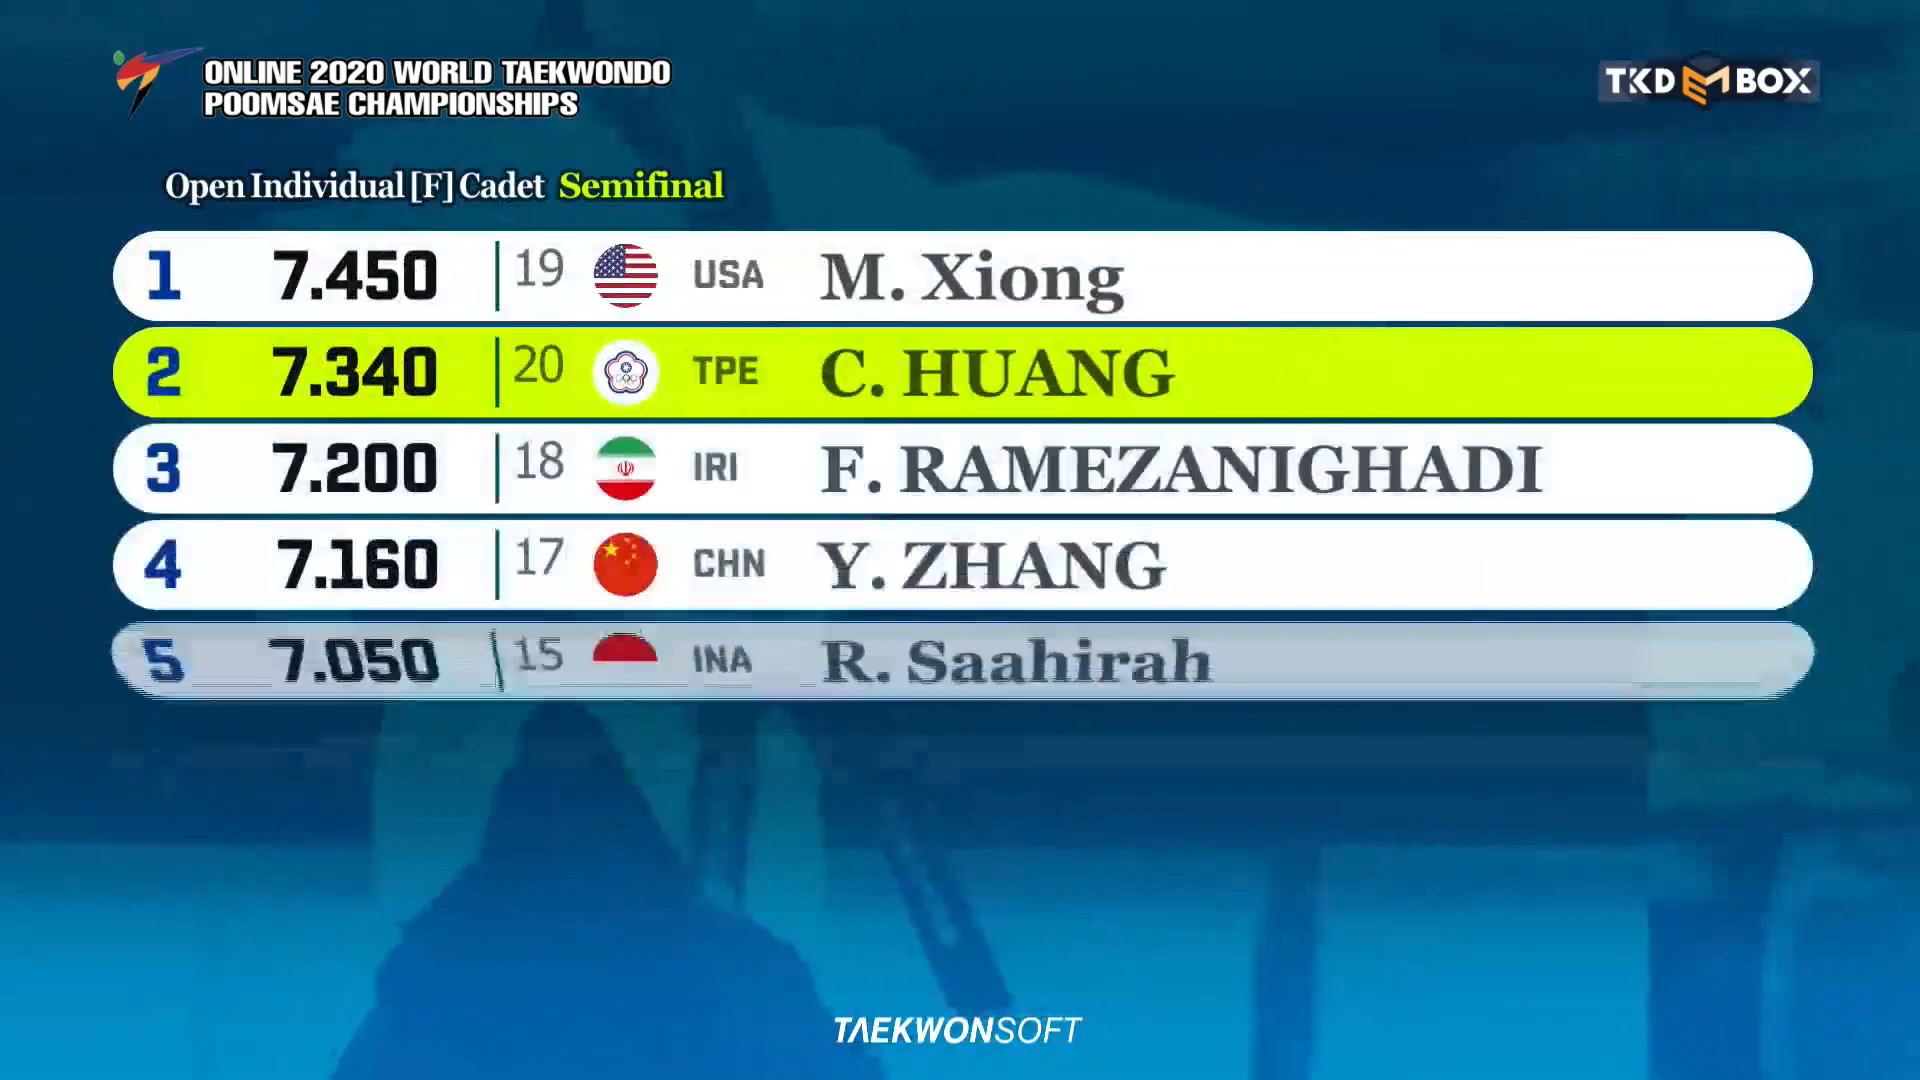 ONLINE 2020 WORLD TAEKWONDO
POOMSAE CHAMPIONSHIPS
TKD BOX
Open Individual [F] Cadet Semifinal
1 7.450 19 USA M. Xiong
2 7.340 20 TPE C. HUANG
3 7.200 18 IRI F. RAMEZANIGHADI
4 7.160 17 CHN Y. ZHANG
5 7.050 15 INA R. Saahirah
TAEKWONSOFT